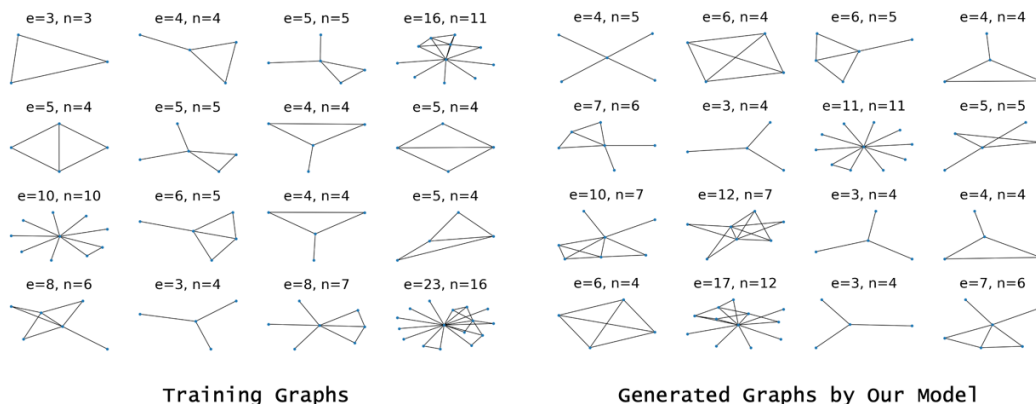 e=3, n=3 e=4, n=4 e=5, n=5 e=16, n=11
e=5, n=4 e=5, n=5 e=4, n=4 e=5, n=4
e=10, n=10 e=6, n=5 e=4, n=4 e=5, n=4
e=8, n=6 e=3, n=4 e=8, n=7 e=23, n=16
Training Graphs
e=4, n=5 e=6, n=4 e=6, n=5 e=4, n=4
e=7, n=6 e=3, n=4 e=11, n=11 e=5, n=5
e=10, n=7 e=12, n=7 e=3, n=4 e=4, n=4
e=6, n=4 e=17, n=12 e=3, n=4 e=7, n=6
Generated Graphs by Our Model